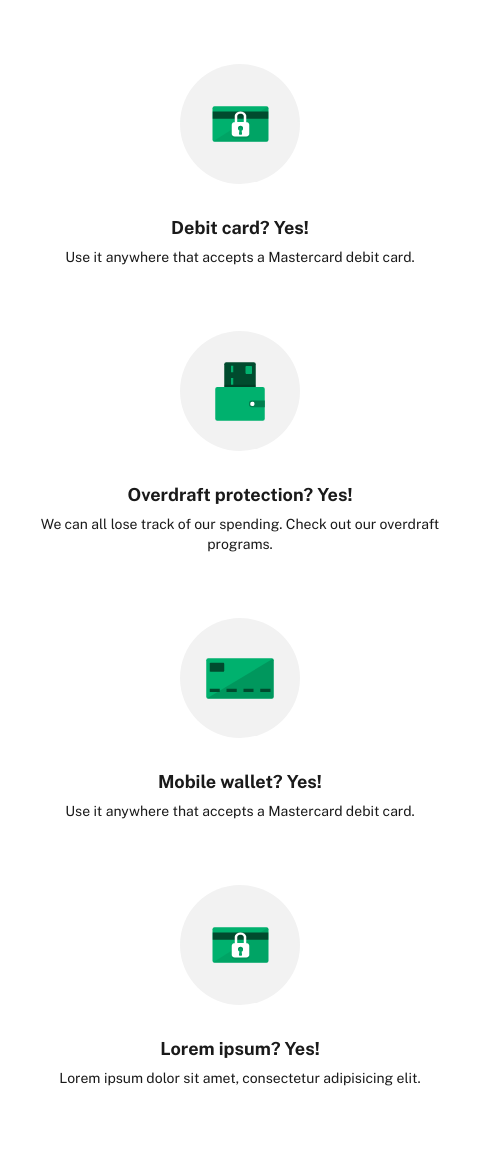 Debit card? Yes!
Use it anywhere that accepts a Mastercard debit card.
Overdraft protection? Yes!
We can all lose track of our spending. Check out our overdraft
programs.
Mobile wallet? Yes!
Use it anywhere that accepts a Mastercard debit card.
Lorem ipsum? Yes!
Lorem ipsum dolor sit amet, consectetur adipisicing elit.